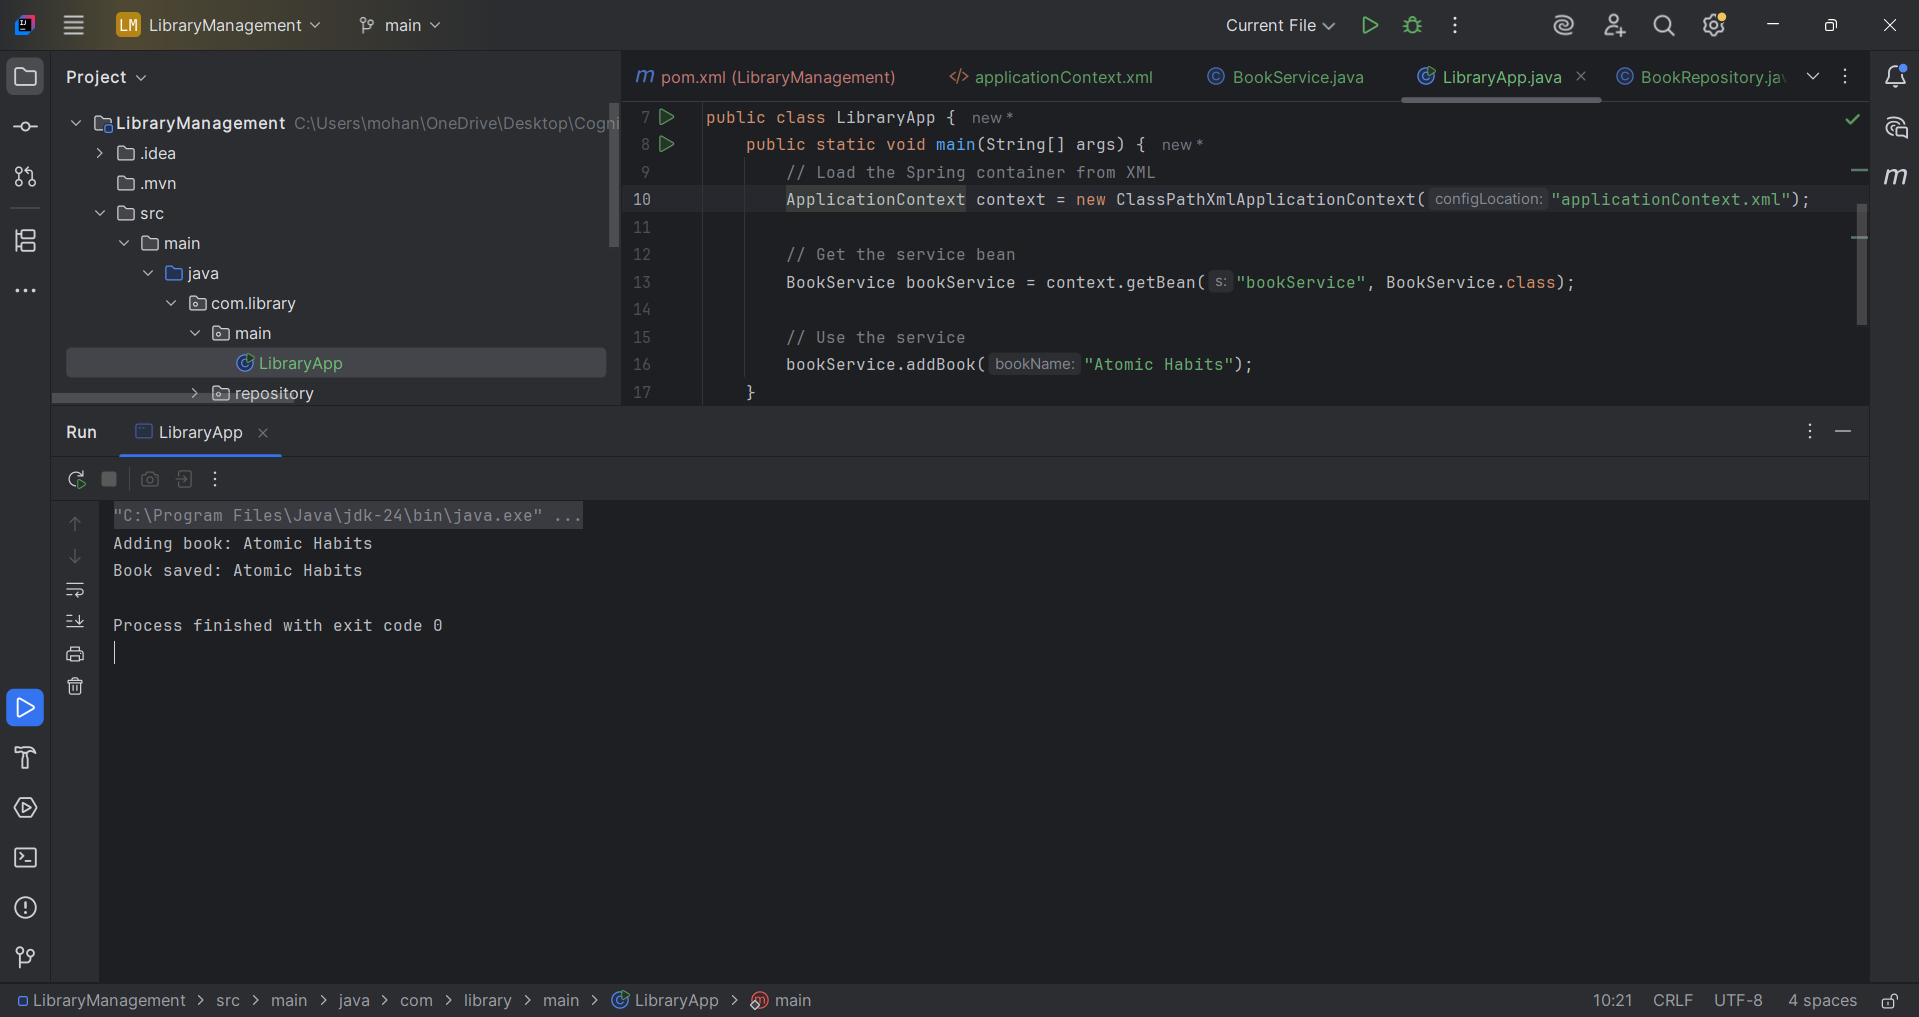 LM LibraryManagement main Current File
Project
LibraryManagement C:\Users\mohan\OneDrive\Desktop\Cogni
.idea
.mvn
src
main
java
com.library
main
LibraryApp
repository
pom.xml (LibraryManagement) applicationContext.xml BookService.java LibraryApp.java BookRepository.jav
7 public class LibraryApp { new *
8 public static void main(String[] args) { new *
9 // Load the Spring container from XML
10 ApplicationContext context = new ClassPathXmlApplicationContext( configLocation: "applicationContext.xml");
11
12 // Get the service bean
13 BookService bookService = context.getBean( s: "bookService", BookService.class);
14
15 // Use the service
16 bookService.addBook( bookName: "Atomic Habits");
17 }
Run LibraryApp
"C:\Program Files\Java\jdk-24\bin\java.exe" ...
Adding book: Atomic Habits
Book saved: Atomic Habits
Process finished with exit code 0
LibraryManagement > src > main > java > com > library > main > LibraryApp > main 10:21 CRLF UTF-8 4 spaces